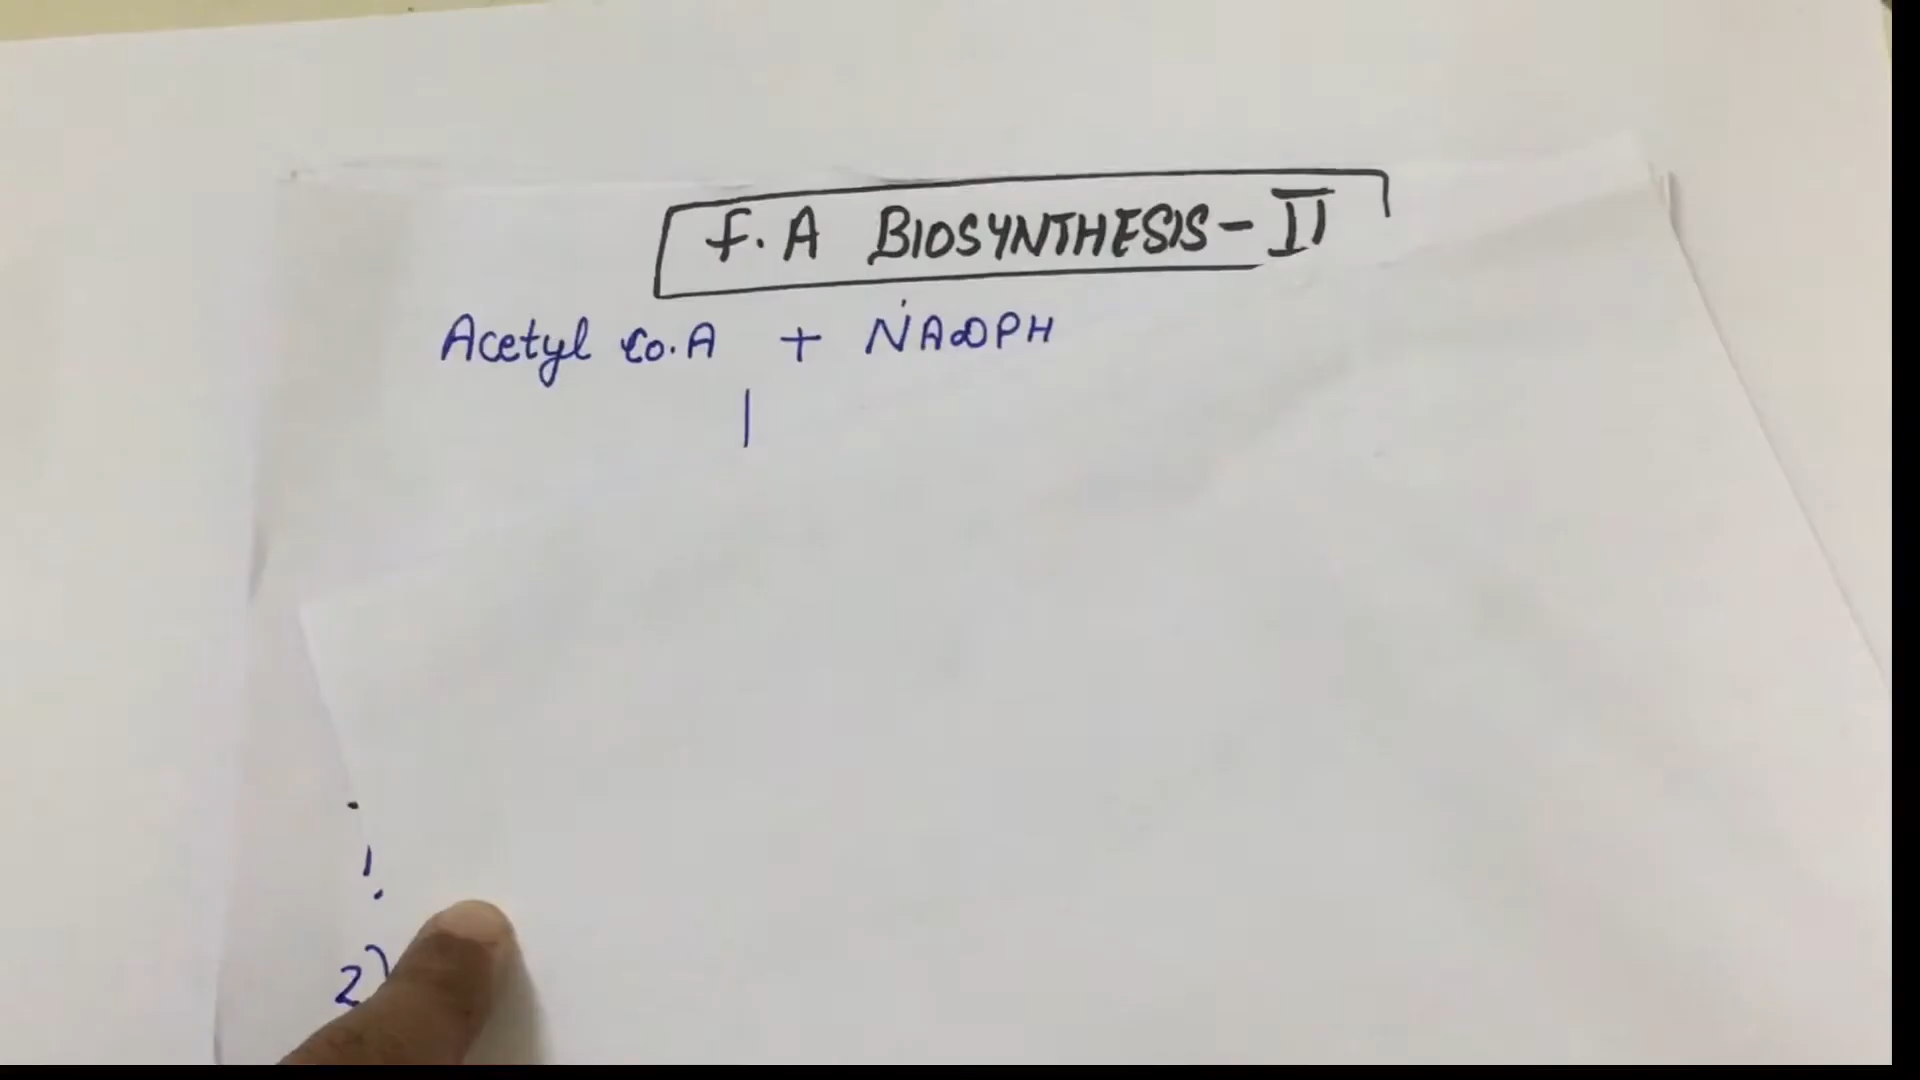 F.A BIOSYNTHESIS-II
Acetyl Co.A + NADPH
1.
2)